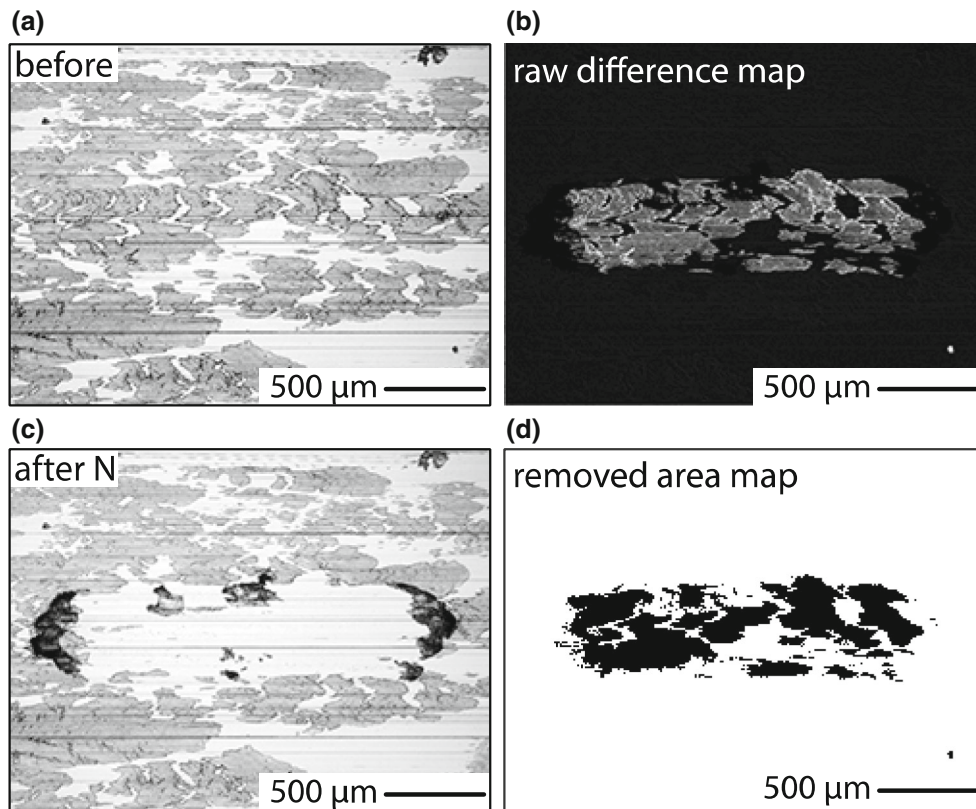 (a)
before
500 µm
(b)
raw difference map
500 µm
(c)
after N
500 µm
(d)
removed area map
500 µm